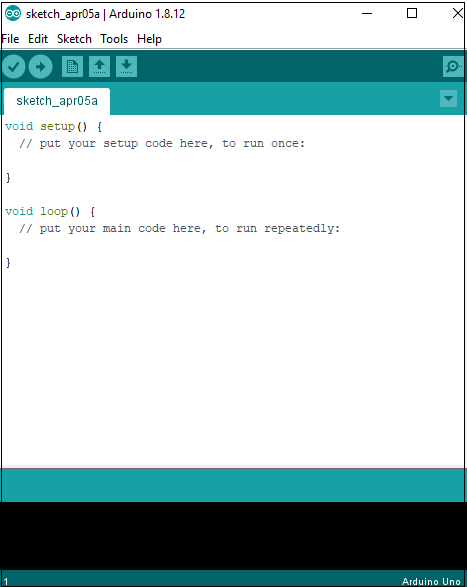 sketch_apr05a | Arduino 1.8.12
File Edit Sketch Tools Help
sketch_apr05a
void setup() {
  // put your setup code here, to run once:

}

void loop() {
  // put your main code here, to run repeatedly:

}
1 Arduino Uno